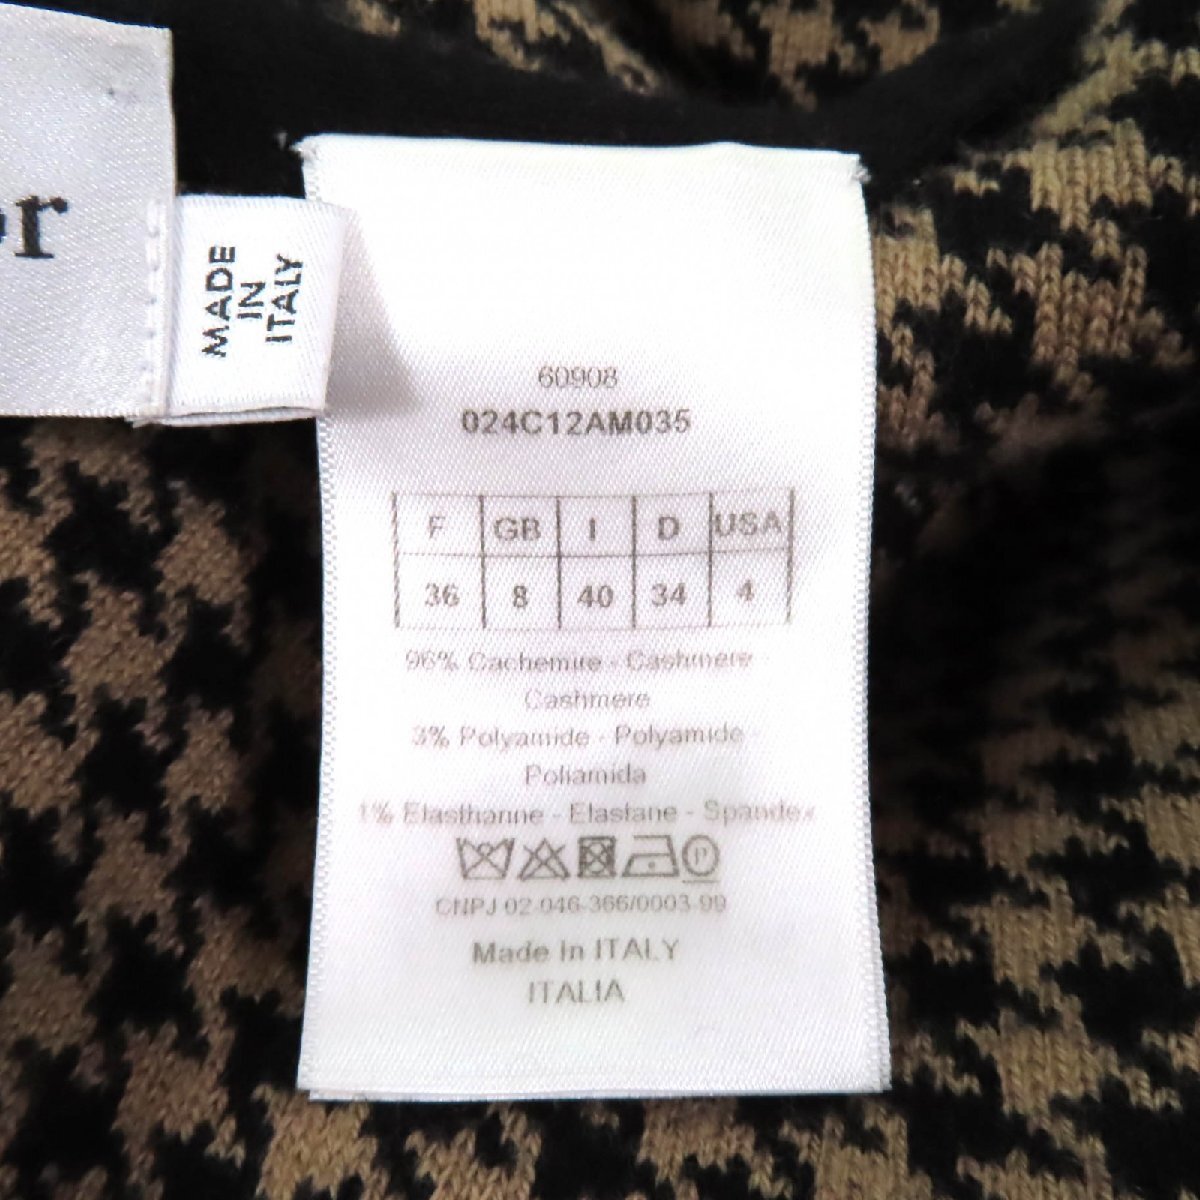 or
MADE
IN
ITALY
60908
024C12AM035
F GB I D USA
36 8 40 34 4
96% Cachemire - Cashmere -
Cashmere
3% Polyamide - Polyamide -
Poliamida
1% Elasthanne - Elastane - Spandex
P
CNPJ 02-046-366/0003-99
Made In ITALY
ITALIA